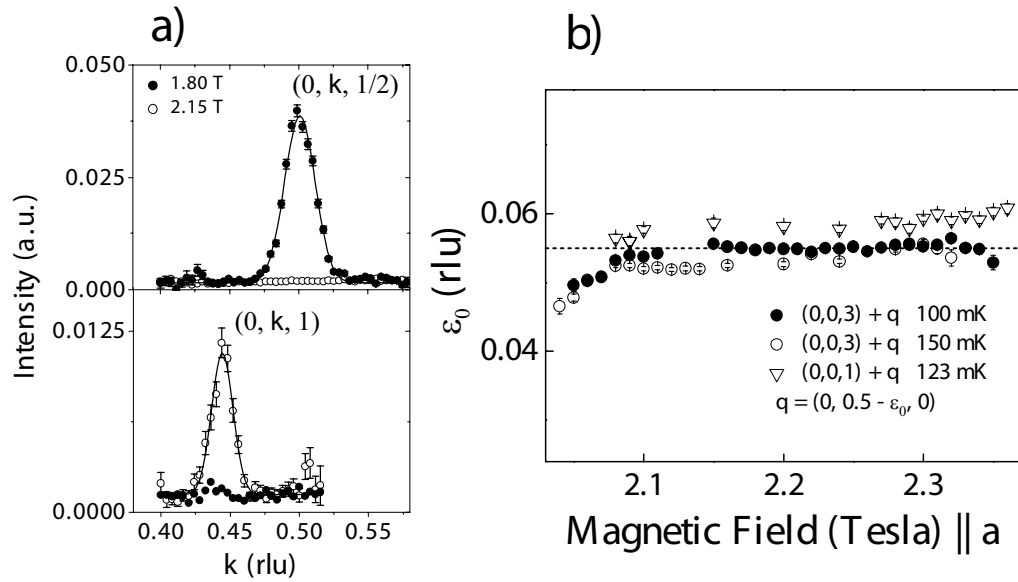 a)
b)
0.050
0.025
0.000
0.0125
0.0000
Intensity (a.u.)
1.80 T
2.15 T
(0, k, 1/2)
(0, k, 1)
0.40 0.45 0.50 0.55
k (rlu)
0.06
0.04
ε₀ (rlu)
(0,0,3) + q 100 mK
(0,0,3) + q 150 mK
(0,0,1) + q 123 mK
q = (0, 0.5 - ε₀, 0)
2.1 2.2 2.3
Magnetic Field (Tesla) || a